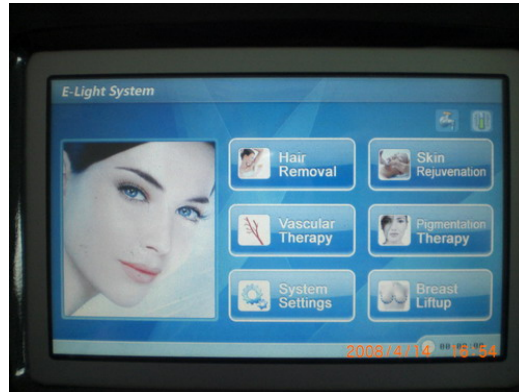 E-Light System
Hair
Removal
Skin
Rejuvenation
Vascular
Therapy
Pigmentation
Therapy
System
Settings
Breast
Liftup
2008/4/14 15:54